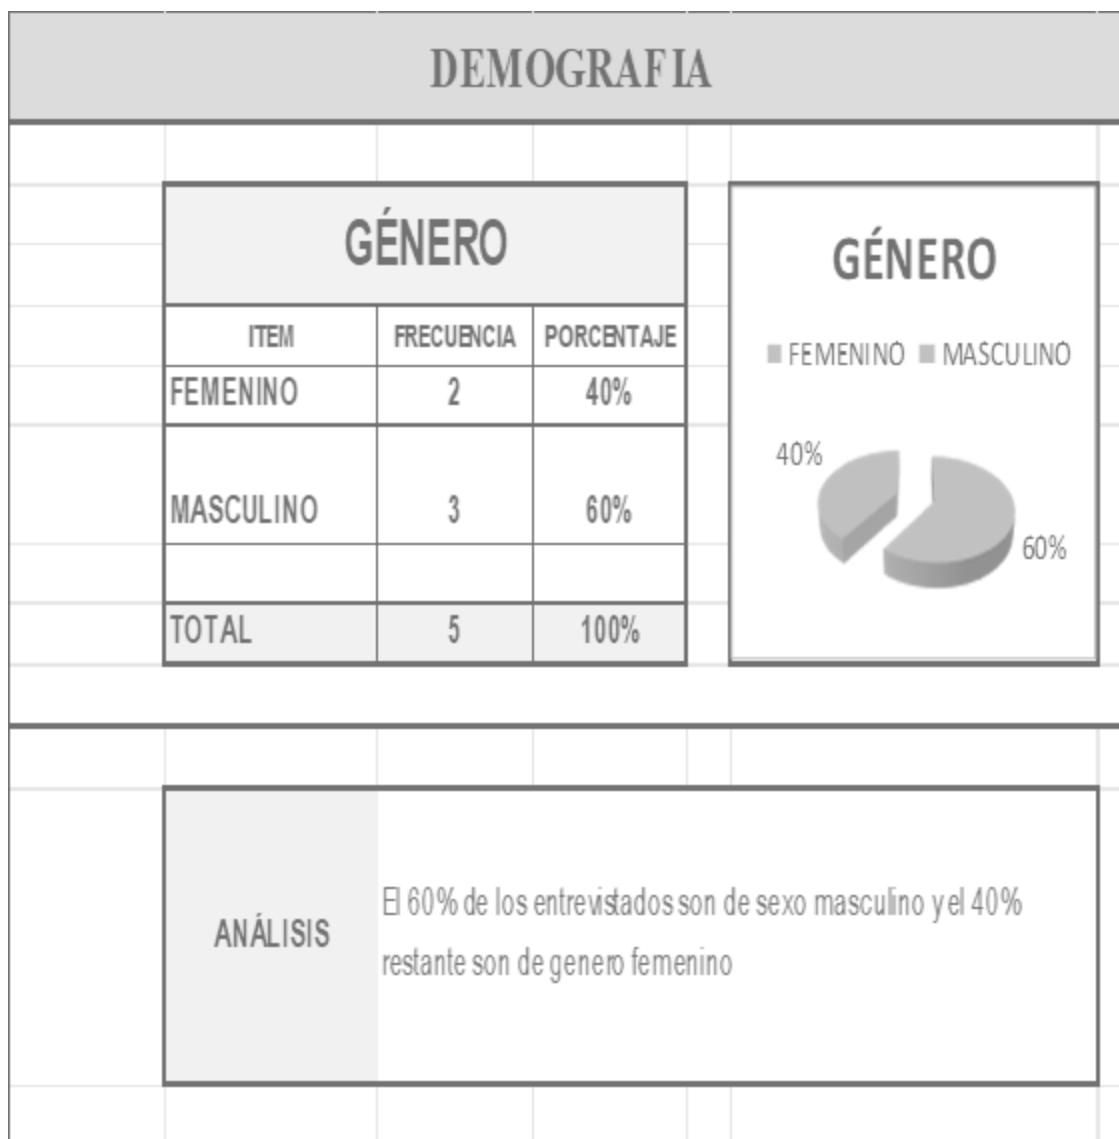 DEMOGRAFIA
GÉNERO
ITEM FRECUENCIA PORCENTAJE
FEMENINO 2 40%
MASCULINO 3 60%
TOTAL 5 100%
GÉNERO
FEMENINO MASCULINO
40%
60%
ANÁLISIS
El 60% de los entrevistados son de sexo masculino y el 40%
restante son de genero femenino